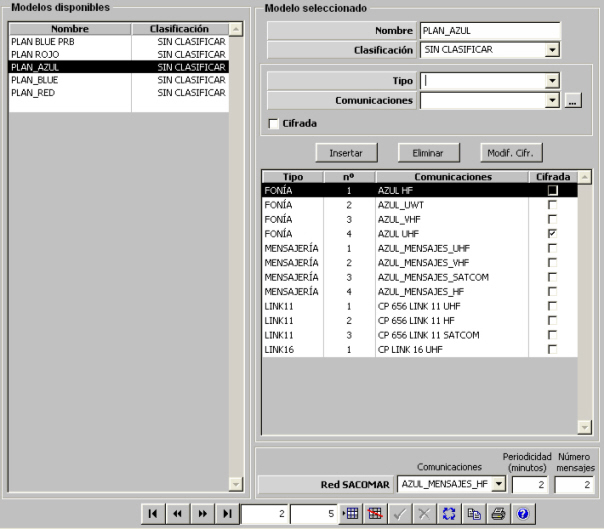 Modelos disponibles
Nombre Clasificación
PLAN BLUE PRB SIN CLASIFICAR
PLAN ROJO SIN CLASIFICAR
PLAN_AZUL SIN CLASIFICAR
PLAN_BLUE SIN CLASIFICAR
PLAN_RED SIN CLASIFICAR
Modelo seleccionado
Nombre PLAN_AZUL
Clasificación SIN CLASIFICAR
Tipo
Comunicaciones ...
Cifrada
Insertar Eliminar Modif. Cifr.
Tipo nº Comunicaciones Cifrada
FONÍA 1 AZUL HF
FONÍA 2 AZUL_UWT
FONÍA 3 AZUL_VHF
FONÍA 4 AZUL UHF
MENSAJERÍA 1 AZUL_MENSAJES_UHF
MENSAJERÍA 2 AZUL_MENSAJES_VHF
MENSAJERÍA 3 AZUL_MENSAJES_SATCOM
MENSAJERÍA 4 AZUL_MENSAJES_HF
LINK11 1 CP 656 LINK 11 UHF
LINK11 2 CP 656 LINK 11 HF
LINK11 3 CP 656 LINK 11 SATCOM
LINK16 1 CP LINK 16 UHF
Comunicaciones Periodicidad (minutos) Número mensajes
Red SACOMAR AZUL_MENSAJES_HF 2 2
2 5